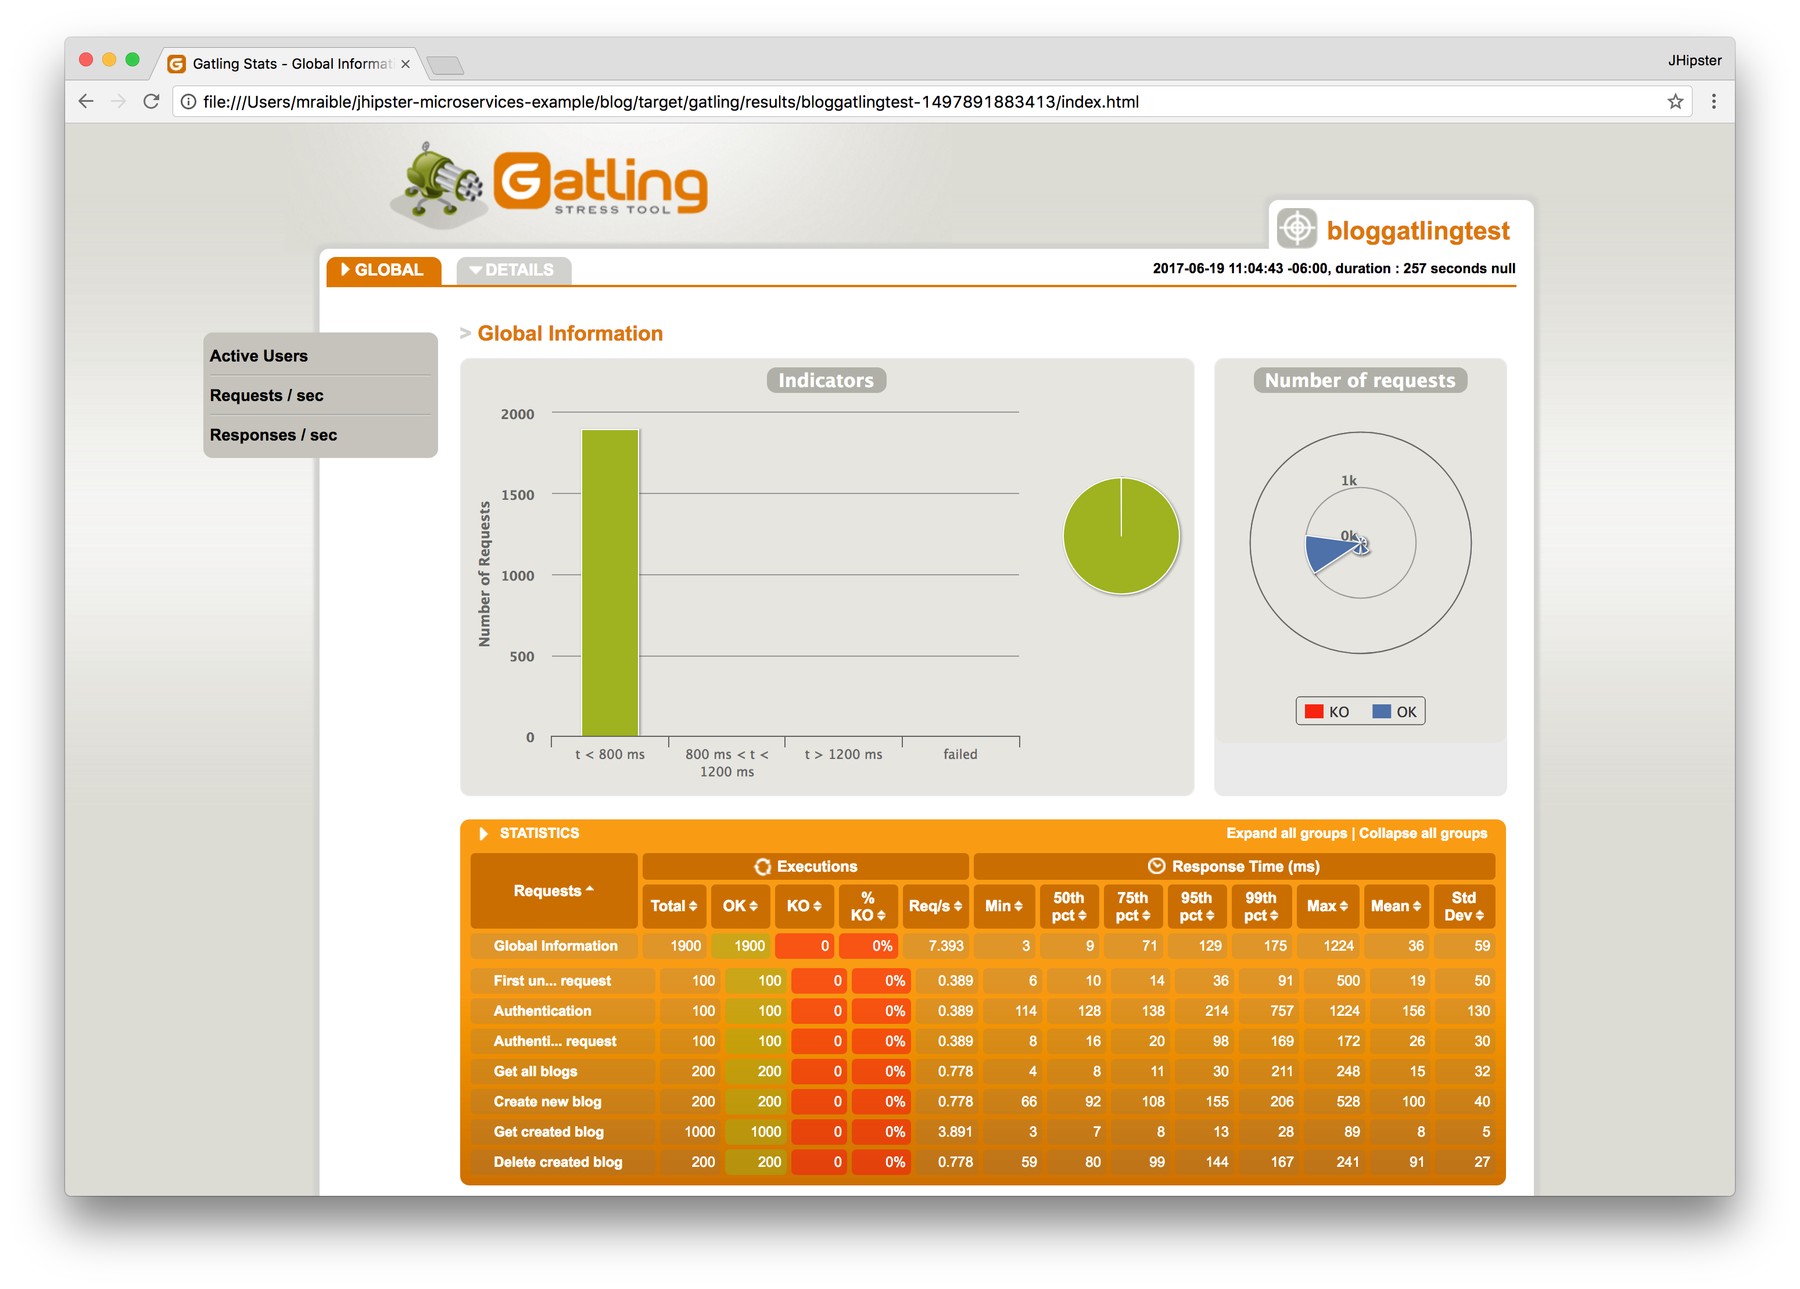 Gatling Stats - Global Informat
JHipster
file:///Users/mraible/jhipster-microservices-example/blog/target/gatling/results/bloggatlingtest-1497891883413/index.html
Gatling
STRESS TOOL
bloggatlingtest
GLOBAL DETAILS
2017-06-19 11:04:43 -06:00, duration : 257 seconds null
> Global Information
Active Users
Requests / sec
Responses / sec
Indicators
Number of Requests
2000
1500
1000
500
0
t < 800 ms
800 ms < t <
1200 ms
t > 1200 ms
failed
Number of requests
1k
0k
KO OK
STATISTICS
Expand all groups | Collapse all groups
Requests
Executions
Response Time (ms)
Total OK KO % KO Req/s Min 50th pct 75th pct 95th pct 99th pct Max Mean Std Dev
Global Information 1900 1900 0 0% 7.393 3 9 71 129 175 1224 36 59
First un... request 100 100 0 0% 0.389 6 10 14 36 91 500 19 50
Authentication 100 100 0 0% 0.389 114 128 138 214 757 1224 156 130
Authenti... request 100 100 0 0% 0.389 8 16 20 98 169 172 26 30
Get all blogs 200 200 0 0% 0.778 4 8 11 30 211 248 15 32
Create new blog 200 200 0 0% 0.778 66 92 108 155 206 528 100 40
Get created blog 1000 1000 0 0% 3.891 3 7 8 13 28 89 8 5
Delete created blog 200 200 0 0% 0.778 59 80 99 144 167 241 91 27